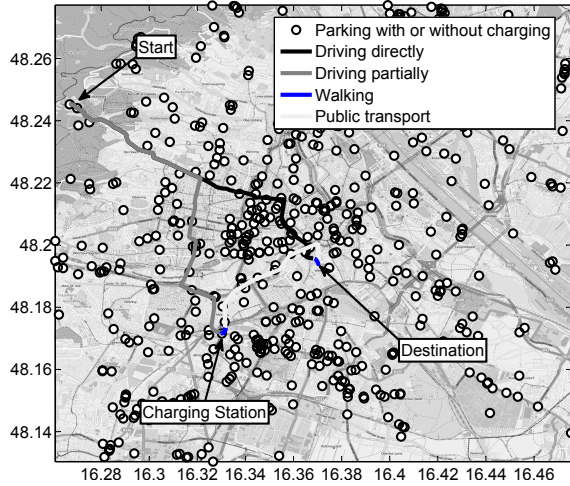 48.26
48.24
48.22
48.20
48.18
48.16
48.14
Start
Parking with or without charging
Driving directly
Driving partially
Walking
Public transport
Destination
Charging Station
16.28 16.3 16.32 16.34 16.36 16.38 16.4 16.42 16.44 16.46